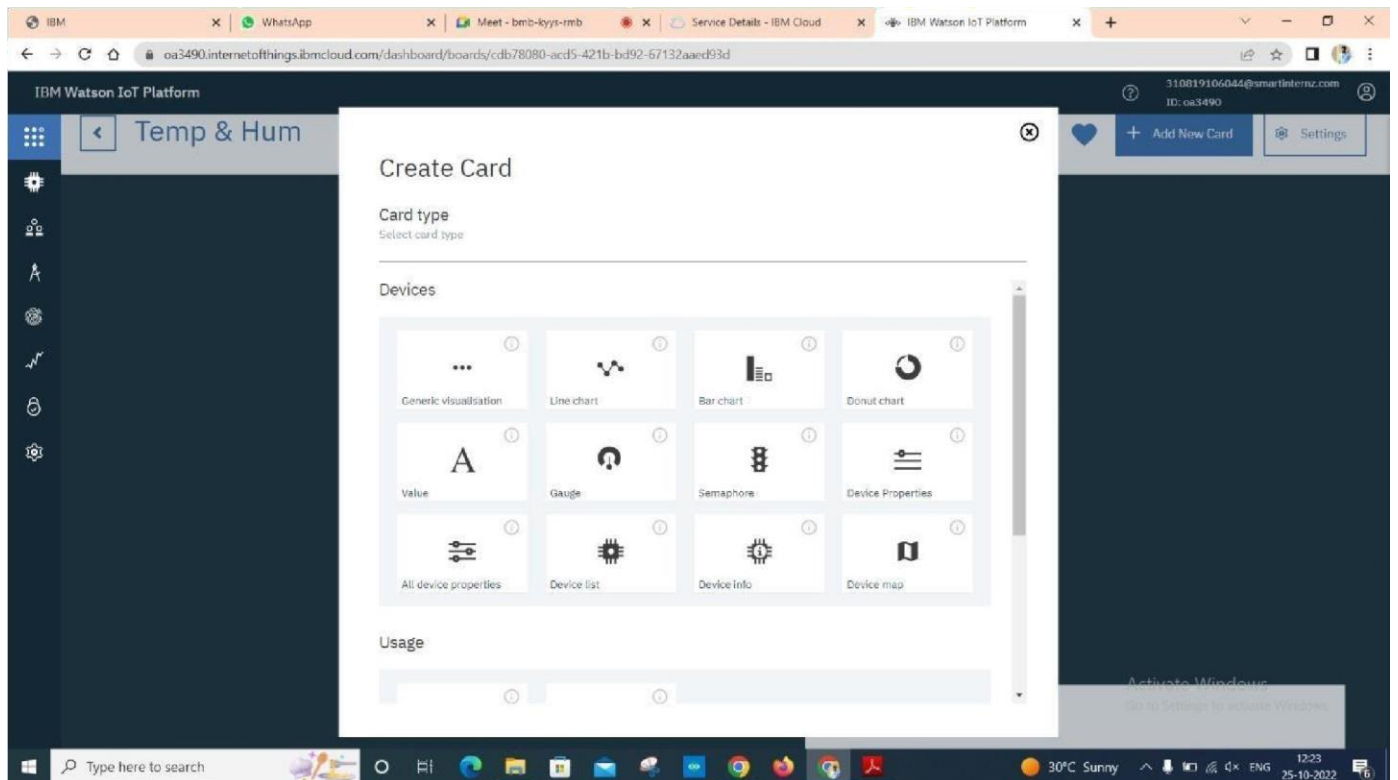 IBM
WhatsApp
Meet - bmb-kyys-rmb
Service Details - IBM Cloud
IBM Watson IoT Platform
oa3490.internetofthings.ibmcloud.com/dashboard/boards/cdb78080-acd5-421b-bd92-67132aaed93d
IBM Watson IoT Platform
310819106044@smartinternz.com
ID: oa3490
Temp & Hum
Add New Card
Settings
Create Card
Card type
Select card type
Devices
Generic visualisation
Line chart
Bar chart
Donut chart
A
Value
Gauge
Semaphore
Device Properties
All device properties
Device list
Device info
Device map
Usage
Activate Windows
Go to Settings to activate Windows.
Type here to search
30°C Sunny
ENG
12:23
25-10-2022
6